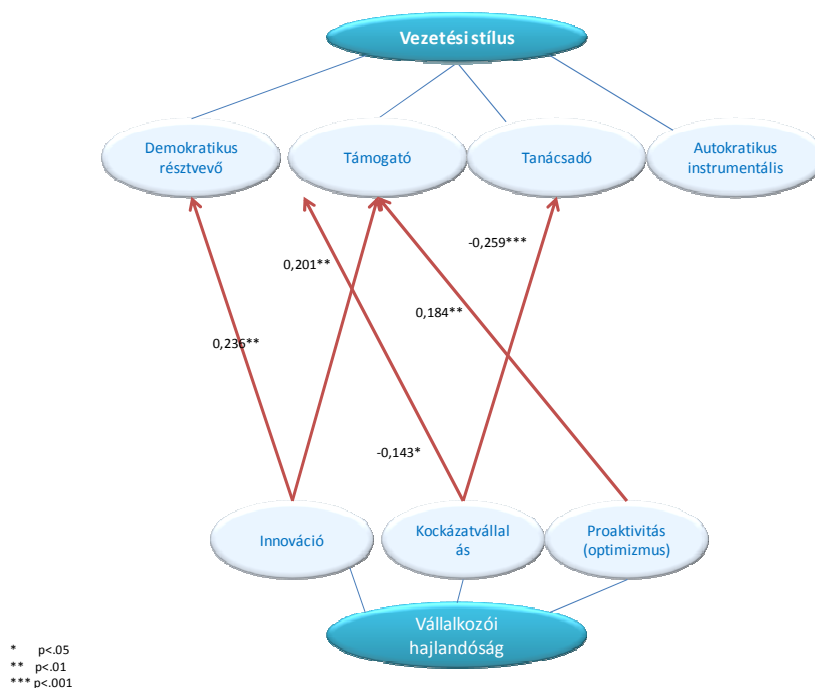 Vezetési stílus
Demokratikus
résztvevő
Támogató
Tanácsadó
Autokratikus
instrumentális
-0,259***
0,201**
0,184**
0,236**
-0,143*
Innováció
Kockázatvállal
ás
Proaktivitás
(optimizmus)
Vállalkozói
hajlandóság
* p<.05
** p<.01
*** p<.001